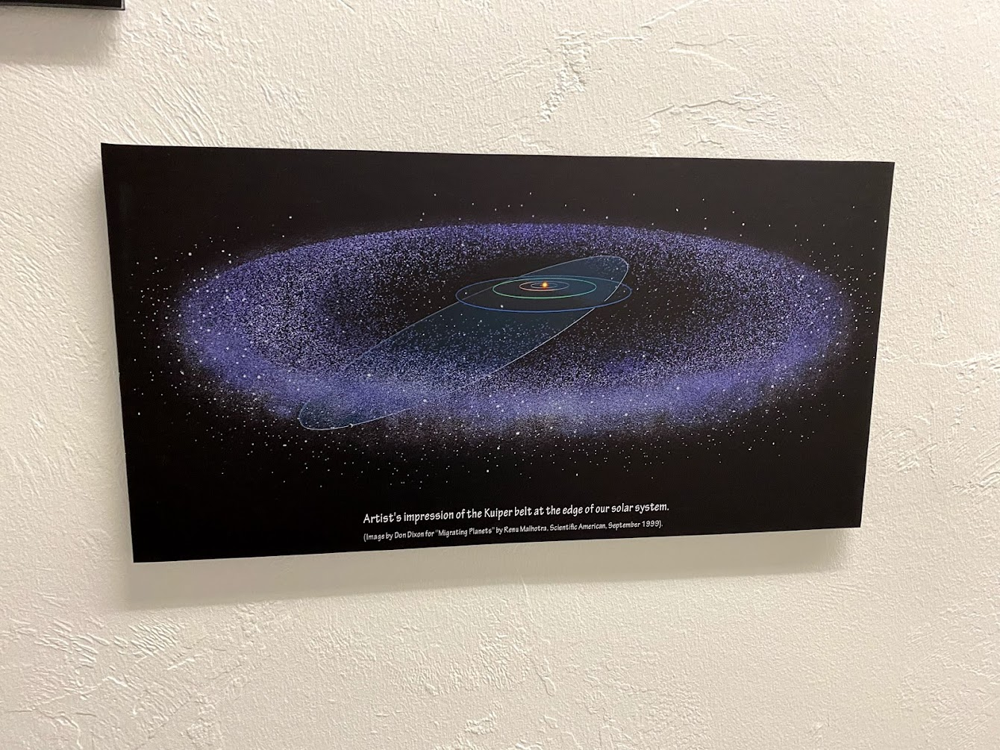 Artist's impression of the Kuiper belt at the edge of our solar system.
(Image by Don Dixon for "Migrating Planets" by Renu Malhotra, Scientific American, September 1999).